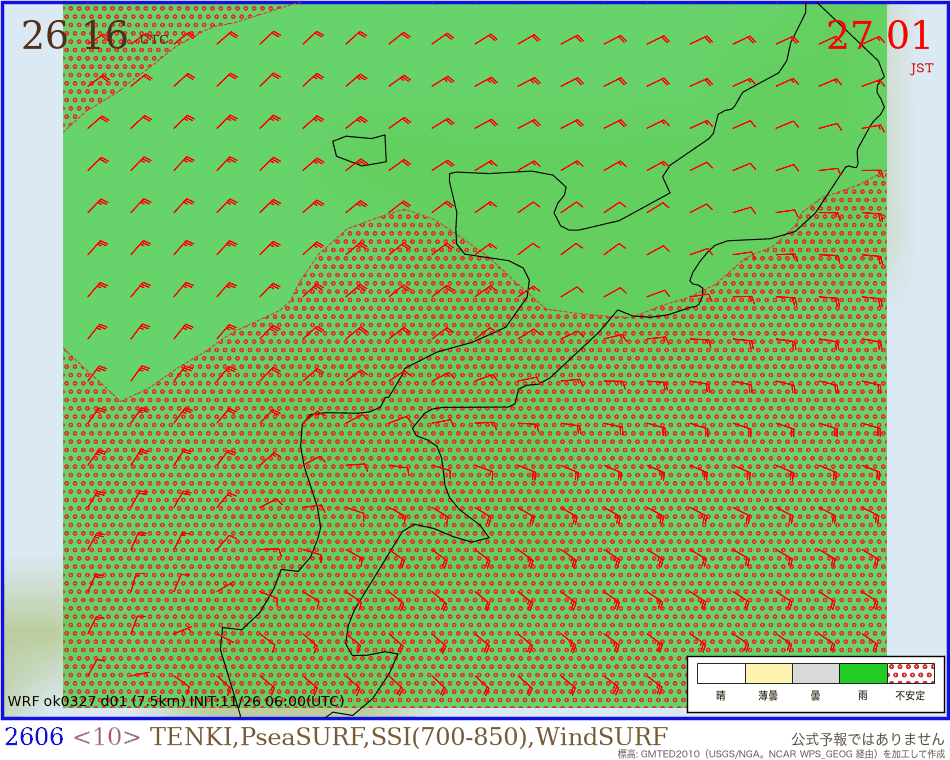 26 16 UTC
27 01
JST
WRF ok0327 d01 (7.5km) INIT:11/26 06:00(UTC)
晴 薄曇 曇 雨 不安定
2606 <10> TENKI,PseaSURF,SSI(700-850),WindSURF
公式予報ではありません
標高: GMTED2010（USGS/NGA。NCAR WPS_GEOG 経由）を加工して作成